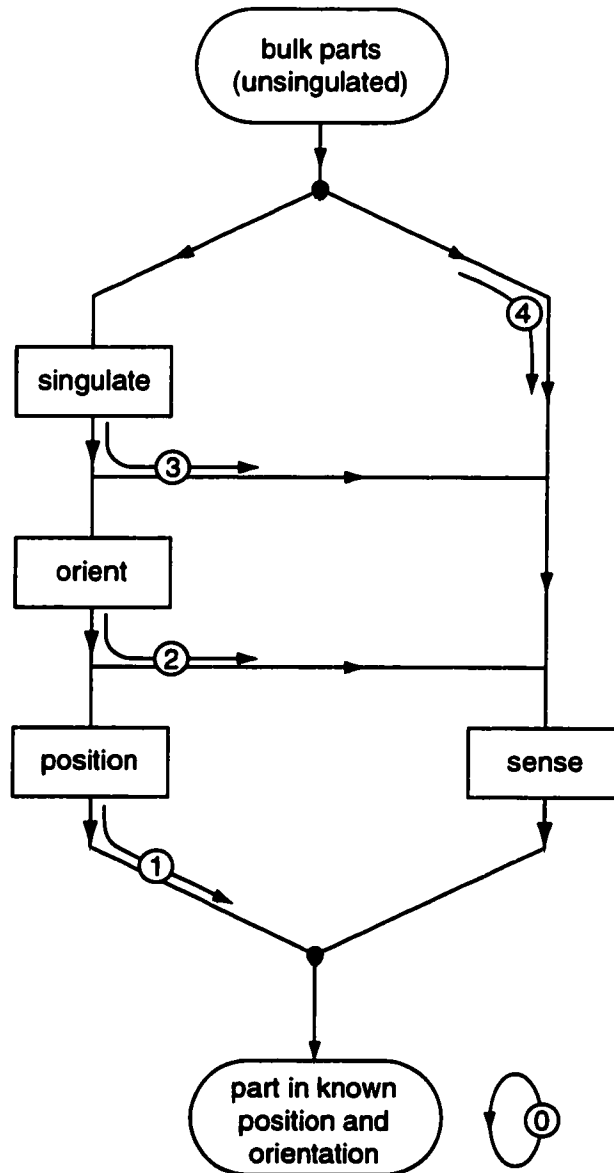 bulk parts
(unsingulated)
4
singulate
3
orient
2
position
sense
1
part in known
position and
orientation
0